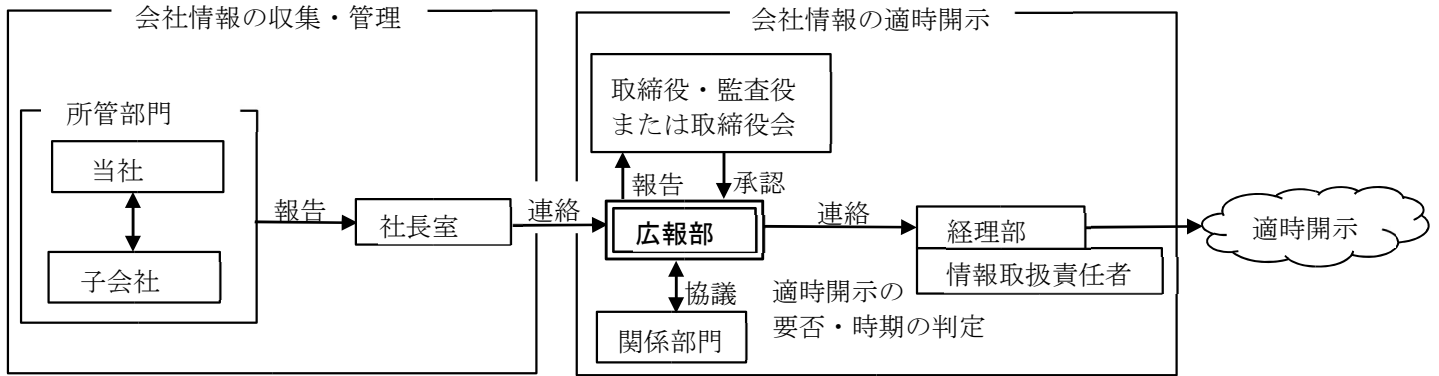 会社情報の収集・管理
会社情報の適時開示
所管部門
当社
子会社
報告
社長室
連絡
取締役・監査役
または取締役会
報告
承認
広報部
協議
関係部門
連絡
適時開示の
要否・時期の判定
経理部
情報取扱責任者
適時開示